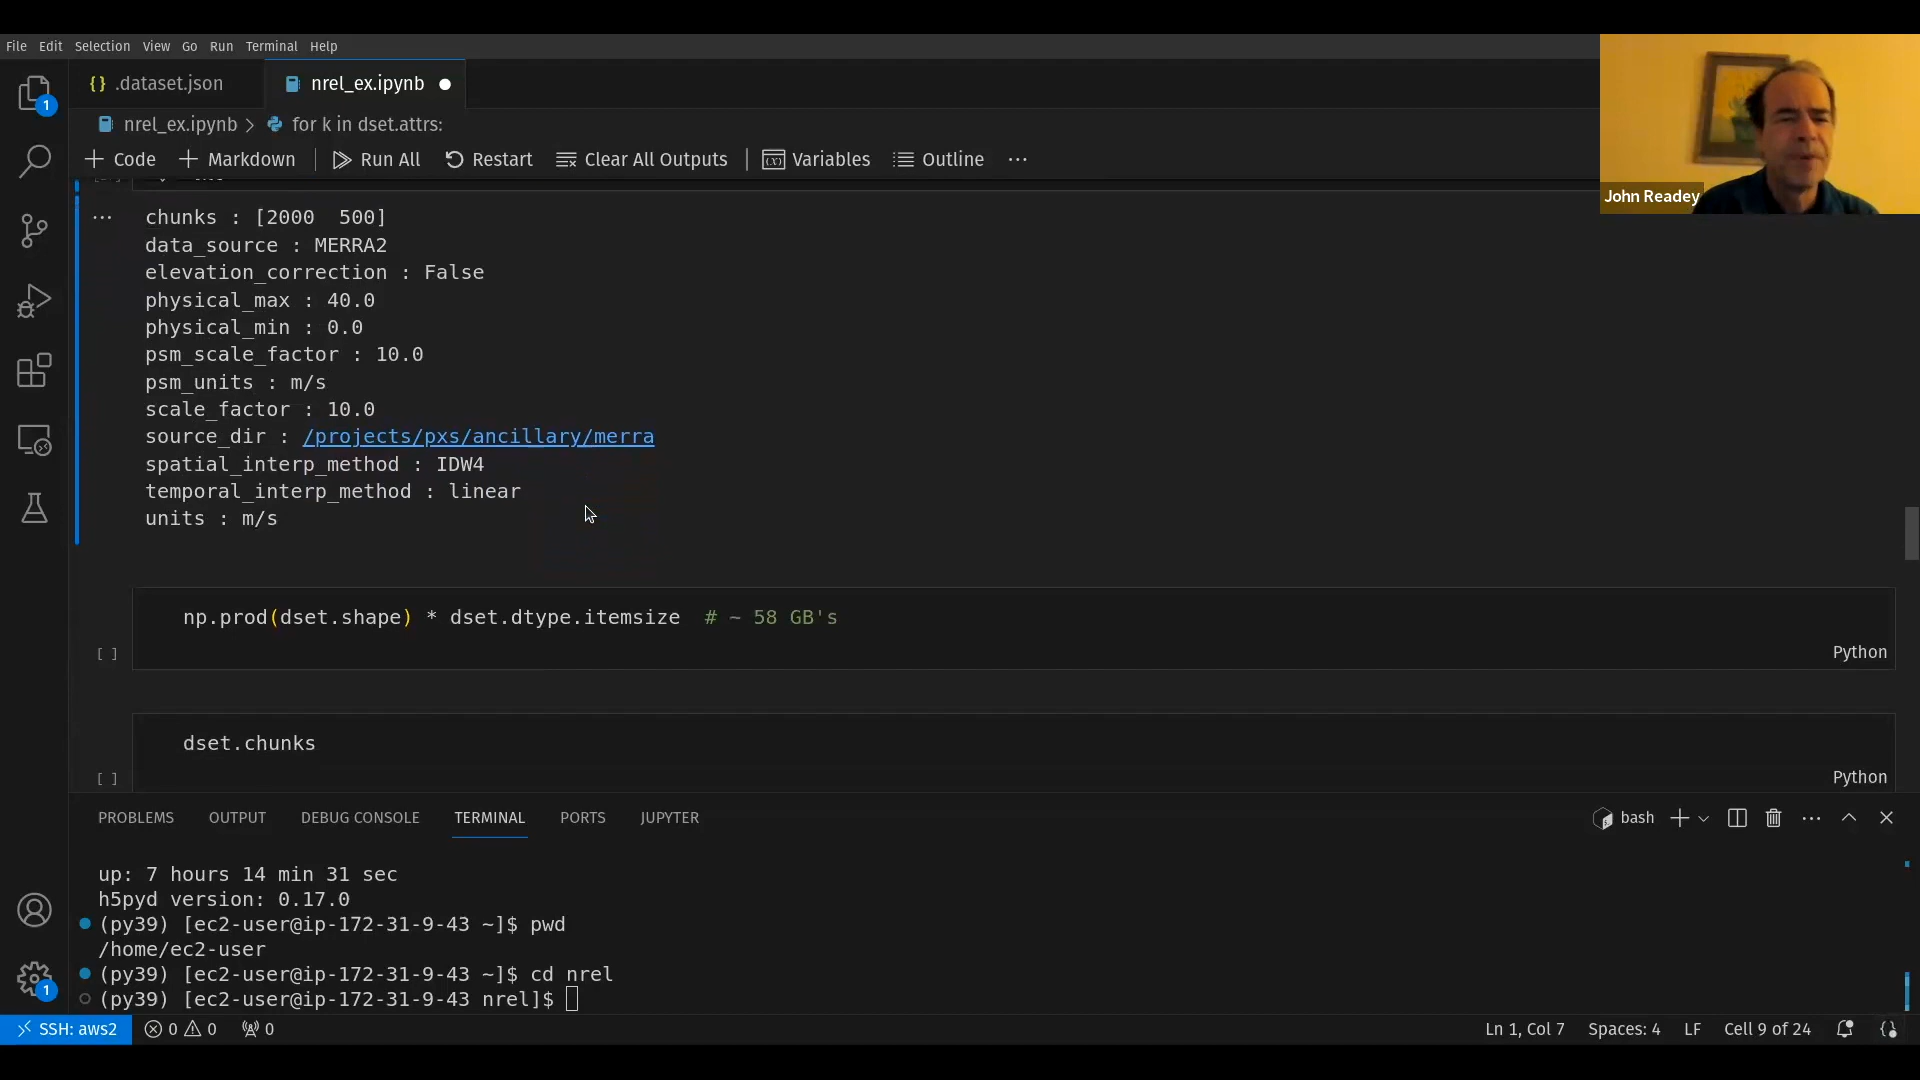 File Edit Selection View Go Run Terminal Help
{} .dataset.json nrel_ex.ipynb
nrel_ex.ipynb > for k in dset.attrs:
+ Code + Markdown Run All Restart Clear All Outputs Variables Outline ...
John Readey
... chunks : [2000  500]
data_source : MERRA2
elevation_correction : False
physical_max : 40.0
physical_min : 0.0
psm_scale_factor : 10.0
psm_units : m/s
scale_factor : 10.0
source_dir : /projects/pxs/ancillary/merra
spatial_interp_method : IDW4
temporal_interp_method : linear
units : m/s
np.prod(dset.shape) * dset.dtype.itemsize  # ~ 58 GB's
[ ] Python
dset.chunks
[ ] Python
PROBLEMS OUTPUT DEBUG CONSOLE TERMINAL PORTS JUPYTER bash
up: 7 hours 14 min 31 sec
h5pyd version: 0.17.0
(py39) [ec2-user@ip-172-31-9-43 ~]$ pwd
/home/ec2-user
(py39) [ec2-user@ip-172-31-9-43 ~]$ cd nrel
(py39) [ec2-user@ip-172-31-9-43 nrel]$
1
1
SSH: aws2 0 0 0 Ln 1, Col 7 Spaces: 4 LF Cell 9 of 24